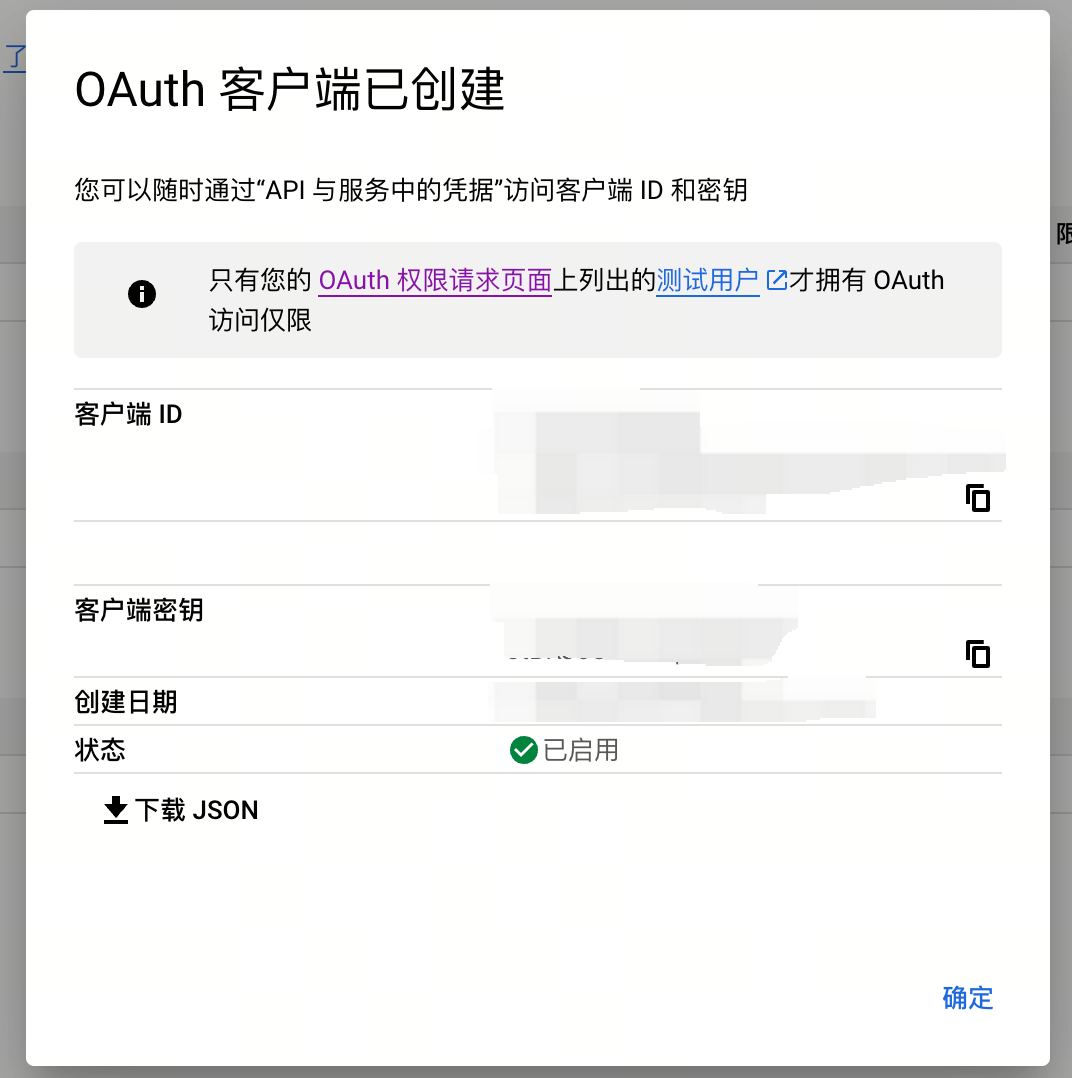 了
OAuth 客户端已创建
您可以随时通过“API 与服务中的凭据”访问客户端 ID 和密钥
限
只有您的 OAuth 权限请求页面上列出的测试用户才拥有 OAuth
访问仅限
客户端 ID
客户端密钥
创建日期
状态 已启用
下载 JSON
确定